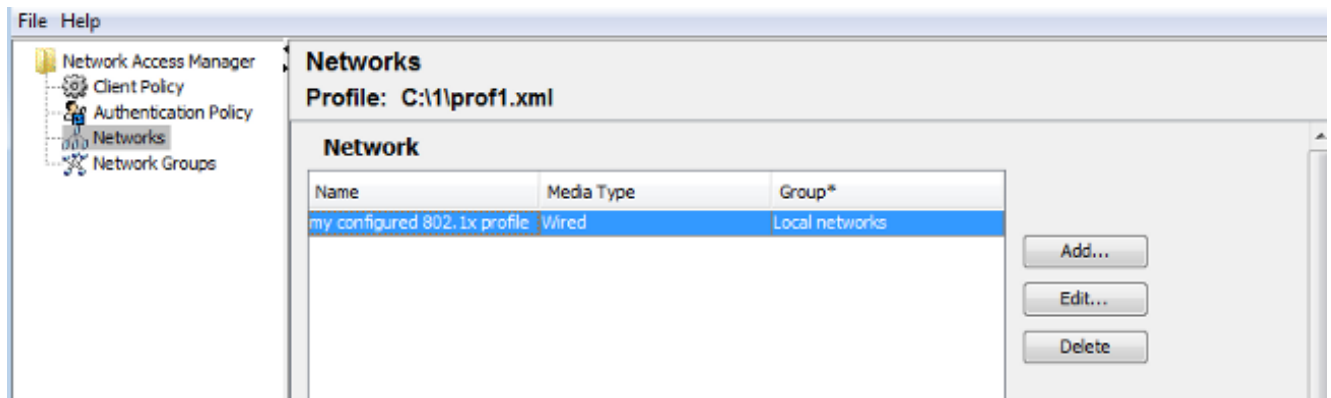 File Help
Network Access Manager
Client Policy
Authentication Policy
Networks
Network Groups
Networks
Profile: C:\1\prof1.xml
Network
Name Media Type Group*
my configured 802.1x profile Wired Local networks
Add...
Edit...
Delete